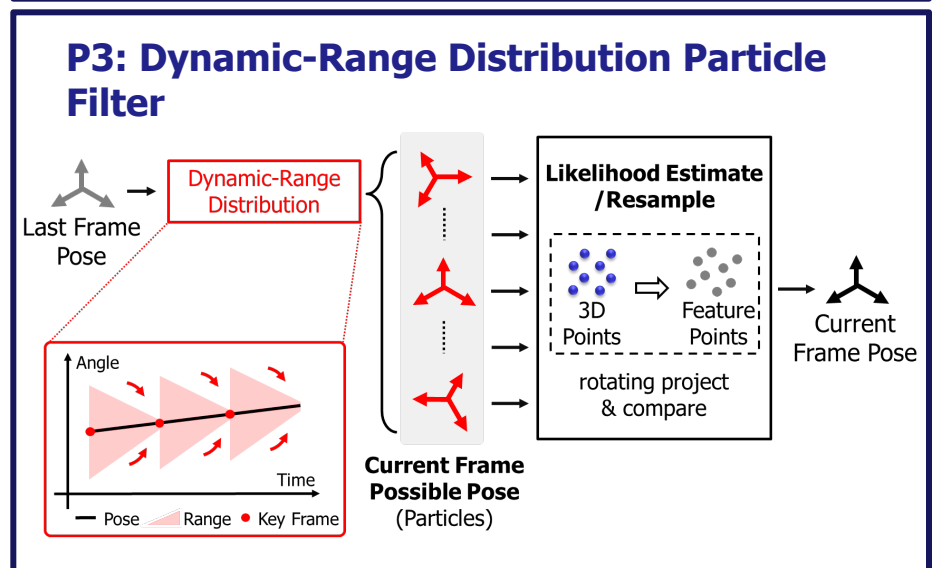 P3: Dynamic-Range Distribution Particle
Filter
Last Frame
Pose
Dynamic-Range
Distribution
Angle
Time
Pose
Range
Key Frame
Current Frame
Possible Pose
(Particles)
Likelihood Estimate
/Resample
3D
Points
Feature
Points
rotating project
& compare
Current
Frame Pose